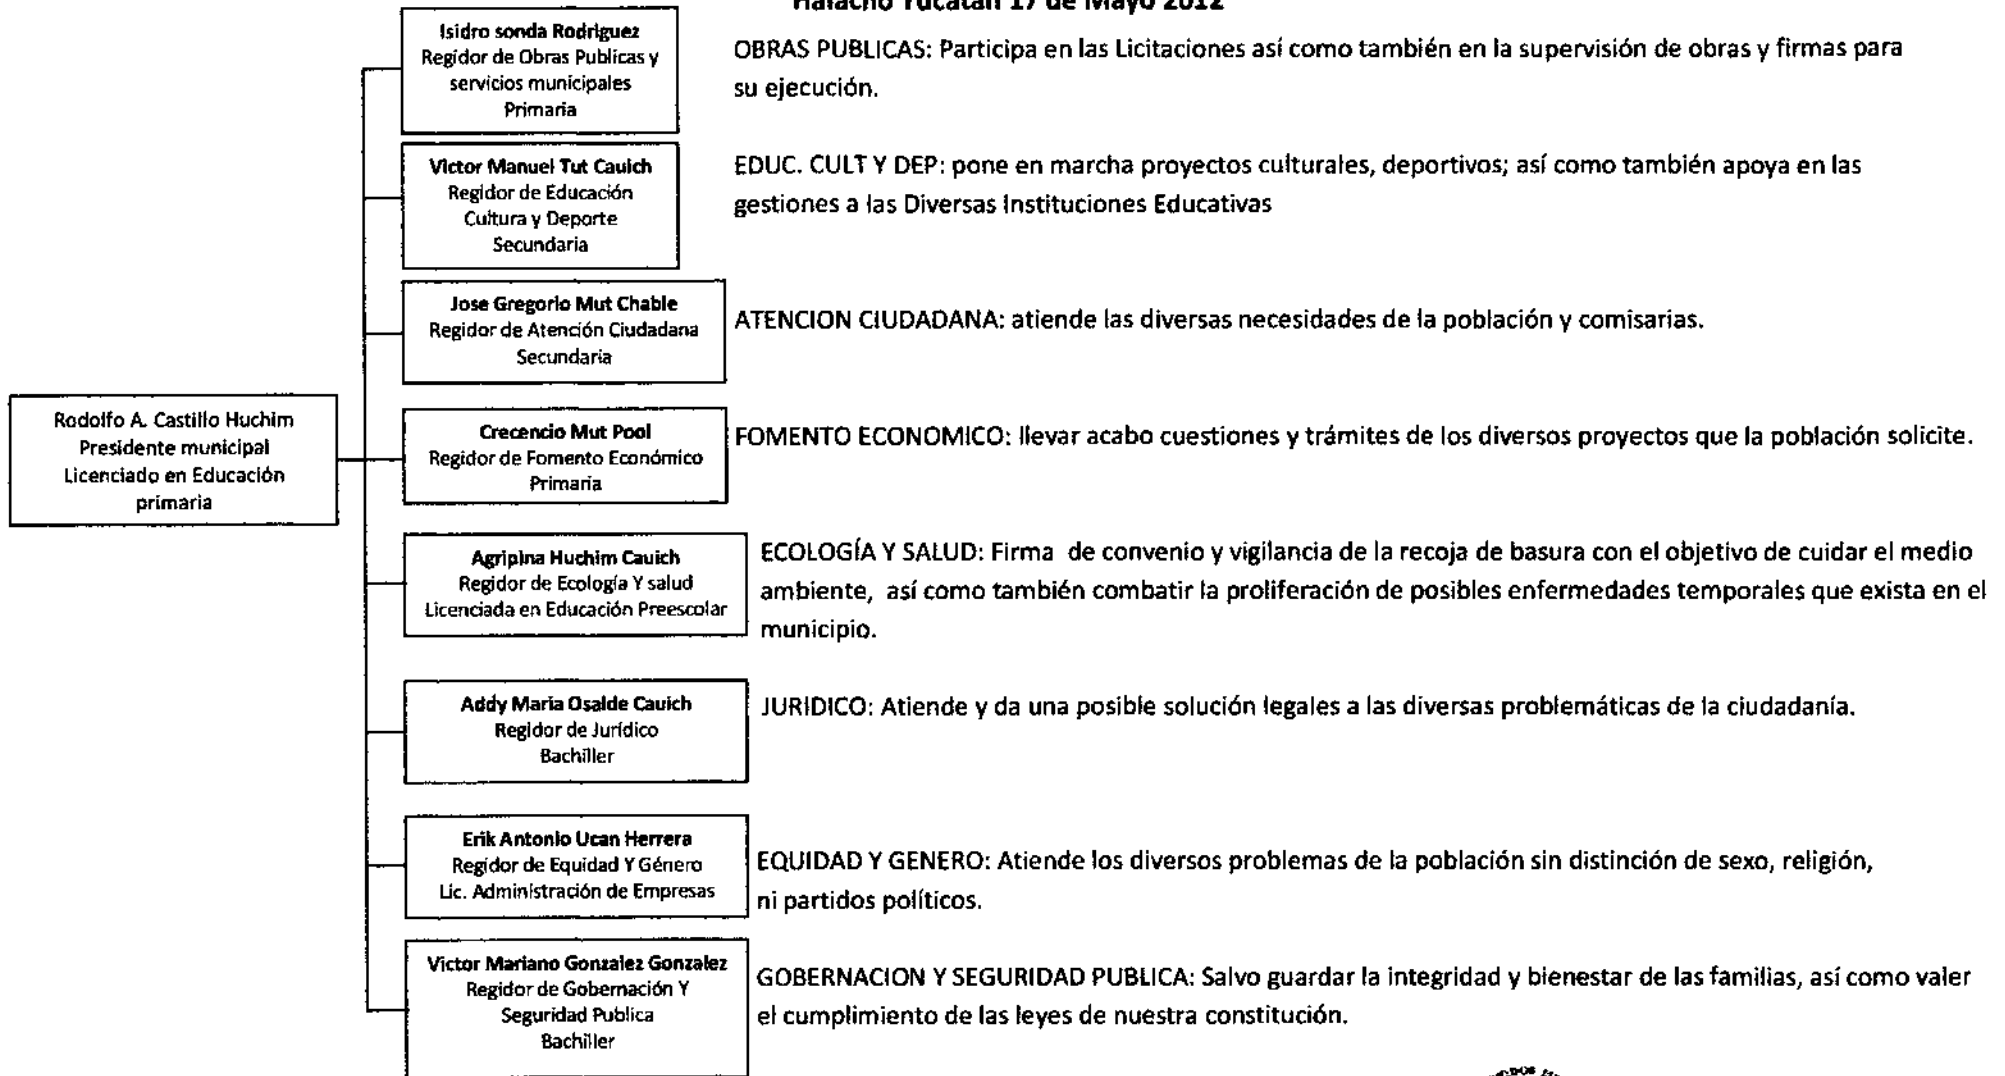 Halacho Yucatan 17 de Mayo 2012
Isidro sonda Rodriguez
Regidor de Obras Publicas y
servicios municipales
Primaria
OBRAS PUBLICAS: Participa en las Licitaciones así como también en la supervisión de obras y firmas para
su ejecución.
Victor Manuel Tut Cauich
Regidor de Educación
Cultura y Deporte
Secundaria
EDUC. CULT Y DEP: pone en marcha proyectos culturales, deportivos; así como también apoya en las
gestiones a las Diversas Instituciones Educativas
Jose Gregorio Mut Chable
Regidor de Atención Ciudadana
Secundaria
ATENCION CIUDADANA: atiende las diversas necesidades de la población y comisarias.
Rodolfo A. Castillo Huchim
Presidente municipal
Licenciado en Educación
primaria
Crecencio Mut Pool
Regidor de Fomento Económico
Primaria
FOMENTO ECONOMICO: llevar acabo cuestiones y trámites de los diversos proyectos que la población solicite.
Agripina Huchim Cauich
Regidor de Ecología Y salud
Licenciada en Educación Preescolar
ECOLOGÍA Y SALUD: Firma de convenio y vigilancia de la recoja de basura con el objetivo de cuidar el medio
ambiente, así como también combatir la proliferación de posibles enfermedades temporales que exista en el
municipio.
Addy Maria Osalde Cauich
Regidor de Jurídico
Bachiller
JURIDICO: Atiende y da una posible solución legales a las diversas problemáticas de la ciudadanía.
Erik Antonio Ucan Herrera
Regidor de Equidad Y Género
Lic. Administración de Empresas
EQUIDAD Y GENERO: Atiende los diversos problemas de la población sin distinción de sexo, religión,
ni partidos políticos.
Victor Mariano Gonzalez Gonzalez
Regidor de Gobernación Y
Seguridad Publica
Bachiller
GOBERNACION Y SEGURIDAD PUBLICA: Salvo guardar la integridad y bienestar de las familias, así como valer
el cumplimiento de las leyes de nuestra constitución.